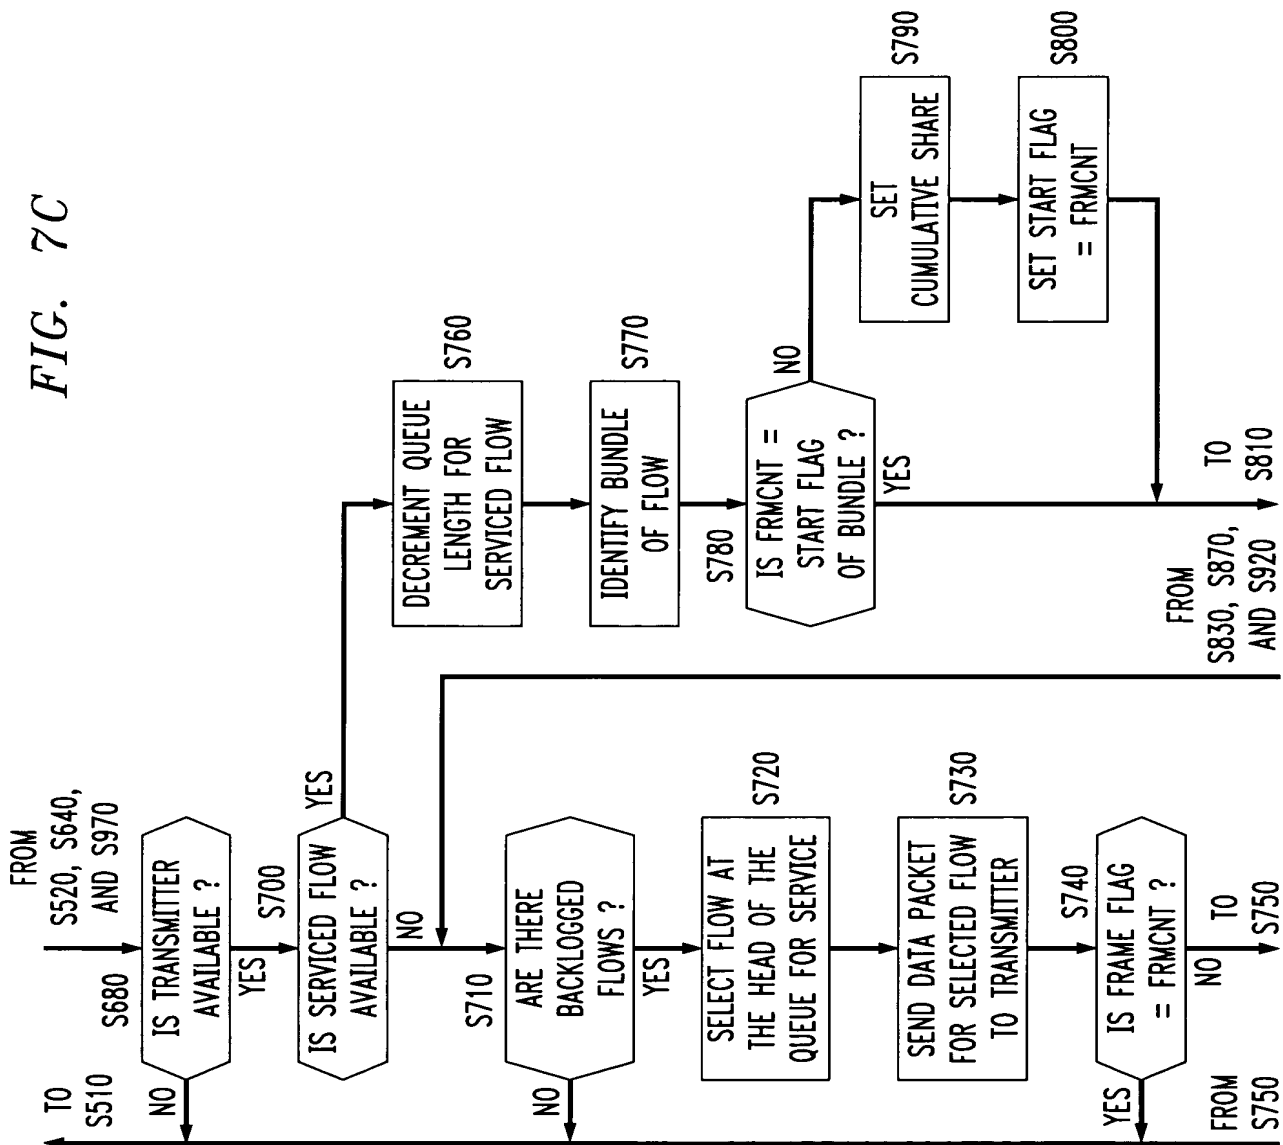 FIG. 7C
FROM
S520, S640,
AND S970
TO
S510
S680
IS TRANSMITTER
AVAILABLE ?
NO
YES
S700
IS SERVICED FLOW
AVAILABLE ?
YES
NO
S710
ARE THERE
BACKLOGGED
FLOWS ?
NO
YES
SELECT FLOW AT
THE HEAD OF THE
QUEUE FOR SERVICE
S720
SEND DATA PACKET
FOR SELECTED FLOW
TO TRANSMITTER
S730
S740
IS FRAME FLAG
= FRMCNT ?
YES
NO
FROM
S750
TO
S750
DECREMENT QUEUE
LENGTH FOR
SERVICED FLOW
S760
IDENTIFY BUNDLE
OF FLOW
S770
S780
IS FRMCNT =
START FLAG
OF BUNDLE ?
NO
YES
SET
CUMULATIVE SHARE
S790
SET START FLAG
= FRMCNT
S800
FROM
S830, S870,
AND S920
TO
S810